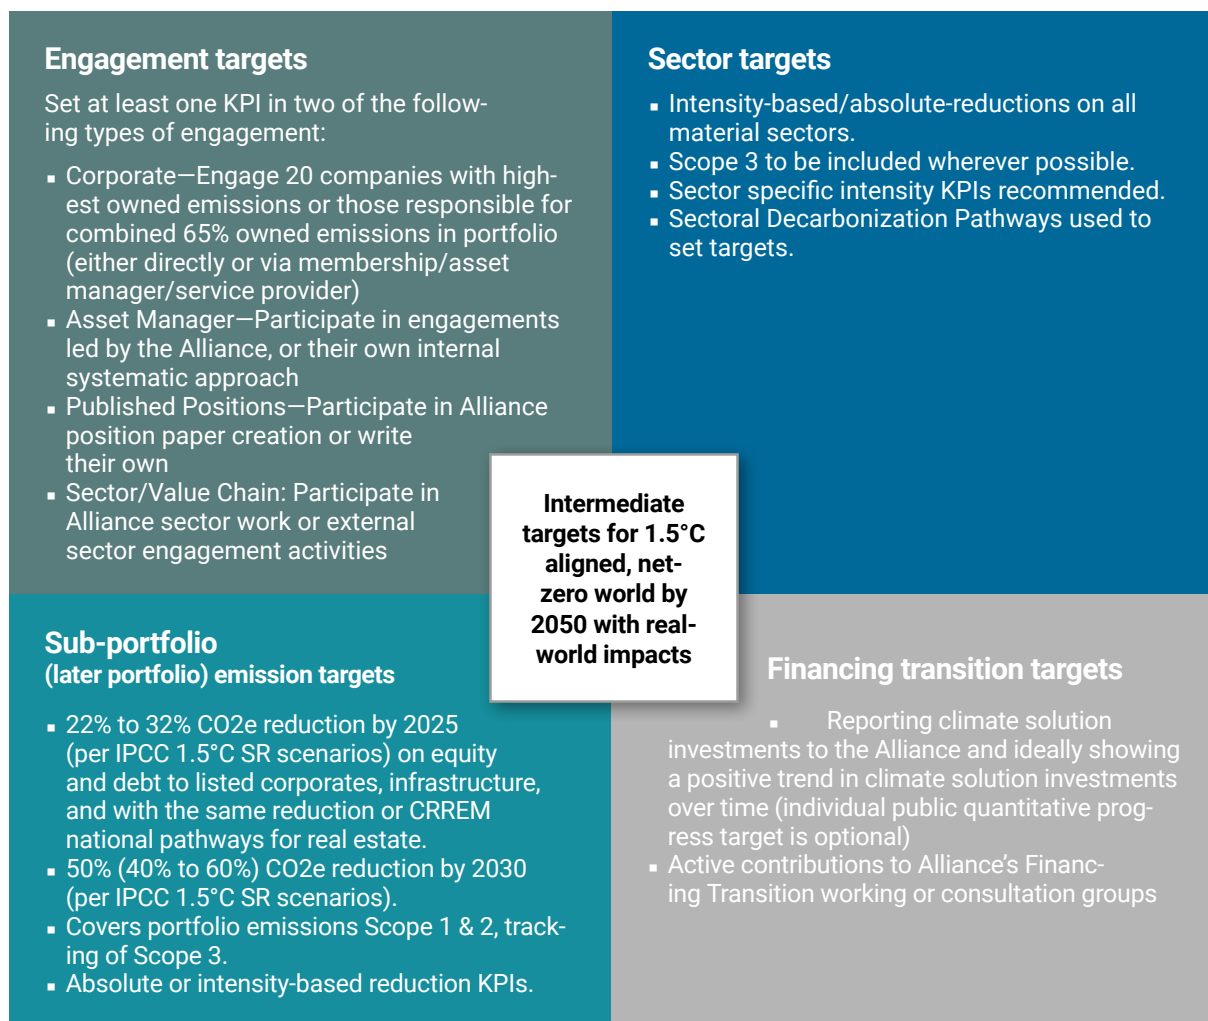 Engagement targets
Set at least one KPI in two of the follow-
ing types of engagement:
▪ Corporate—Engage 20 companies with high-
est owned emissions or those responsible for
combined 65% owned emissions in portfolio
(either directly or via membership/asset
manager/service provider)
▪ Asset Manager—Participate in engagements
led by the Alliance, or their own internal
systematic approach
▪ Published Positions—Participate in Alliance
position paper creation or write
their own
▪ Sector/Value Chain: Participate in
Alliance sector work or external
sector engagement activities
Sector targets
▪ Intensity-based/absolute-reductions on all
material sectors.
▪ Scope 3 to be included wherever possible.
▪ Sector specific intensity KPIs recommended.
▪ Sectoral Decarbonization Pathways used to
set targets.
Intermediate
targets for 1.5°C
aligned, net-
zero world by
2050 with real-
world impacts
Sub-portfolio
(later portfolio) emission targets
▪ 22% to 32% CO2e reduction by 2025
(per IPCC 1.5°C SR scenarios) on equity
and debt to listed corporates, infrastructure,
and with the same reduction or CRREM
national pathways for real estate.
▪ 50% (40% to 60%) CO2e reduction by 2030
(per IPCC 1.5°C SR scenarios).
▪ Covers portfolio emissions Scope 1 & 2, track-
ing of Scope 3.
▪ Absolute or intensity-based reduction KPIs.
Financing transition targets
▪ Reporting climate solution
investments to the Alliance and ideally showing
a positive trend in climate solution investments
over time (individual public quantitative prog-
ress target is optional)
▪ Active contributions to Alliance’s Financ-
ing Transition working or consultation groups